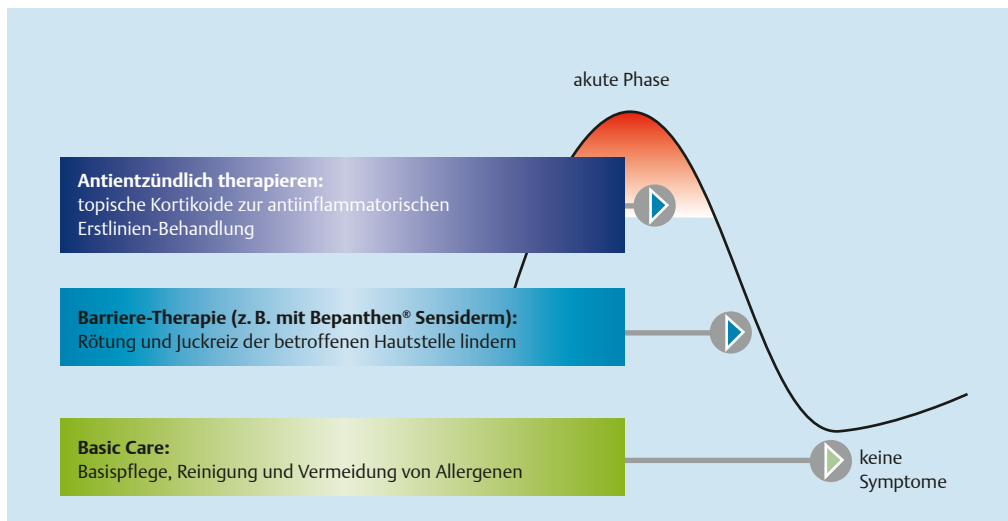 akute Phase
Antientzündlich therapieren:
topische Kortikoide zur antiinflammatorischen
Erstlinien-Behandlung
Barriere-Therapie (z. B. mit Bepanthen® Sensiderm):
Rötung und Juckreiz der betroffenen Hautstelle lindern
Basic Care:
Basispflege, Reinigung und Vermeidung von Allergenen
keine
Symptome